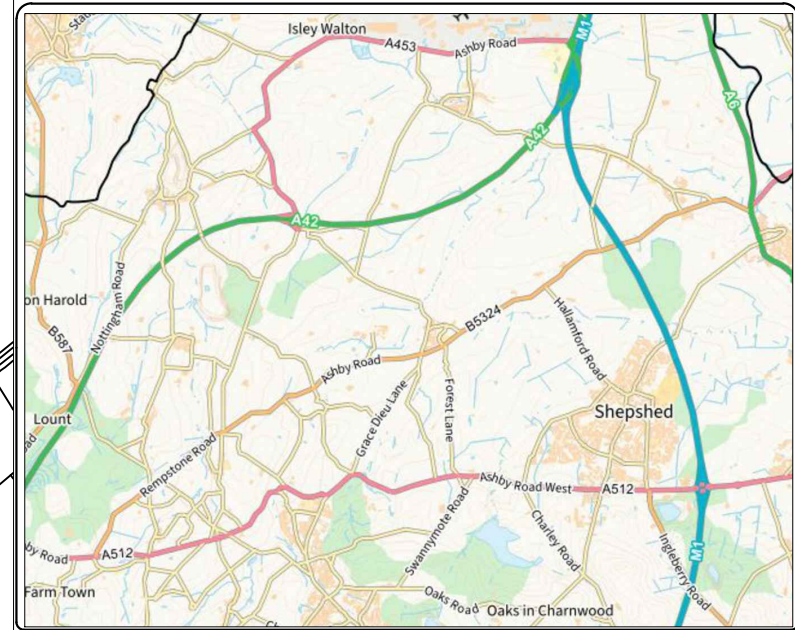 Isley Walton
M1
A453
Ashby Road
A6
A42
A42
Nottingham Road
on Harold
B5324
Hallamford Road
B587
Ashby Road
Grace Dieu Lane
Forest Lane
Shepshed
Lount
Rempstone Road
Ashby Road West
A512
Swannymote Road
Charley Road
Ingleberry Road
M1
by Road
A512
Farm Town
Oaks Road
Oaks in Charnwood